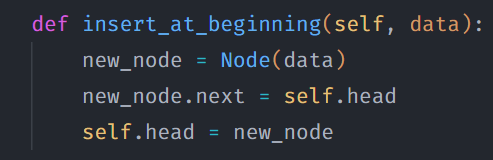 def insert_at_beginning(self, data):
    new_node = Node(data)
    new_node.next = self.head
    self.head = new_node